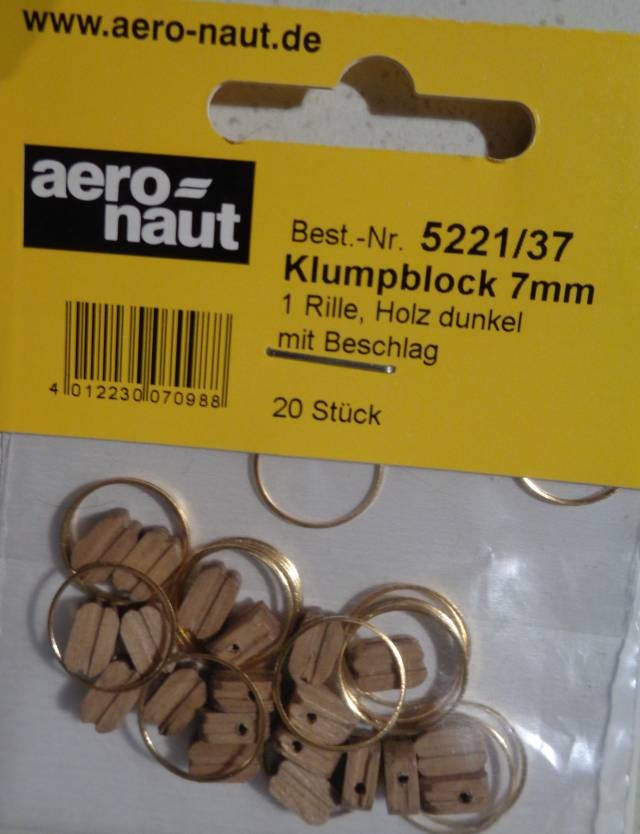 www.aero-naut.de
aero
naut
Best.-Nr. 5221/37
Klumpblock 7mm
1 Rille, Holz dunkel
mit Beschlag
20 Stück
4 012230 070988